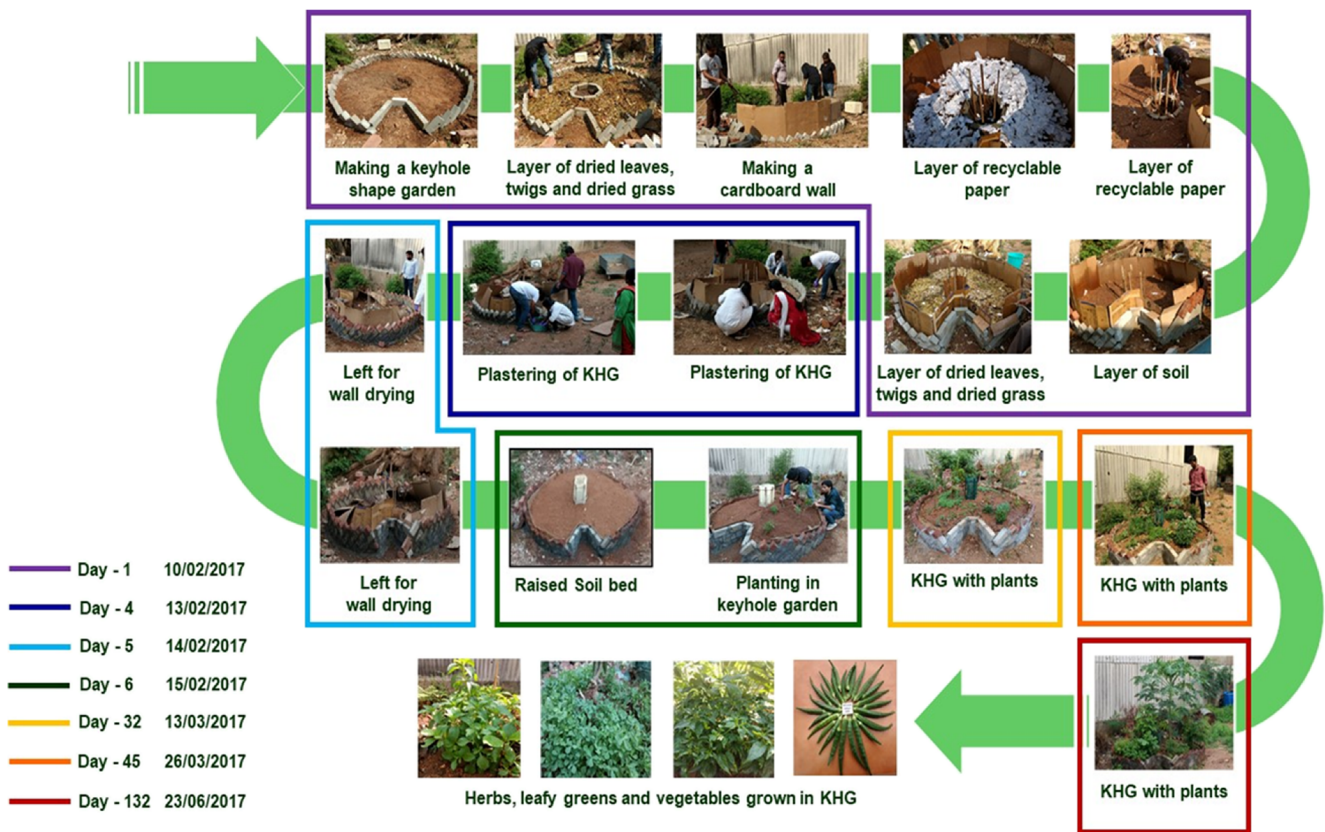 Making a keyhole
shape garden
Layer of dried leaves,
twigs and dried grass
Making a
cardboard wall
Layer of recyclable
paper
Layer of
recyclable paper
Left for
wall drying
Plastering of KHG
Plastering of KHG
Layer of dried leaves,
twigs and dried grass
Layer of soil
Left for
wall drying
Raised Soil bed
Planting in
keyhole garden
KHG with plants
KHG with plants
Day - 1 10/02/2017
Day - 4 13/02/2017
Day - 5 14/02/2017
Day - 6 15/02/2017
Day - 32 13/03/2017
Day - 45 26/03/2017
Day - 132 23/06/2017
Herbs, leafy greens and vegetables grown in KHG
KHG with plants